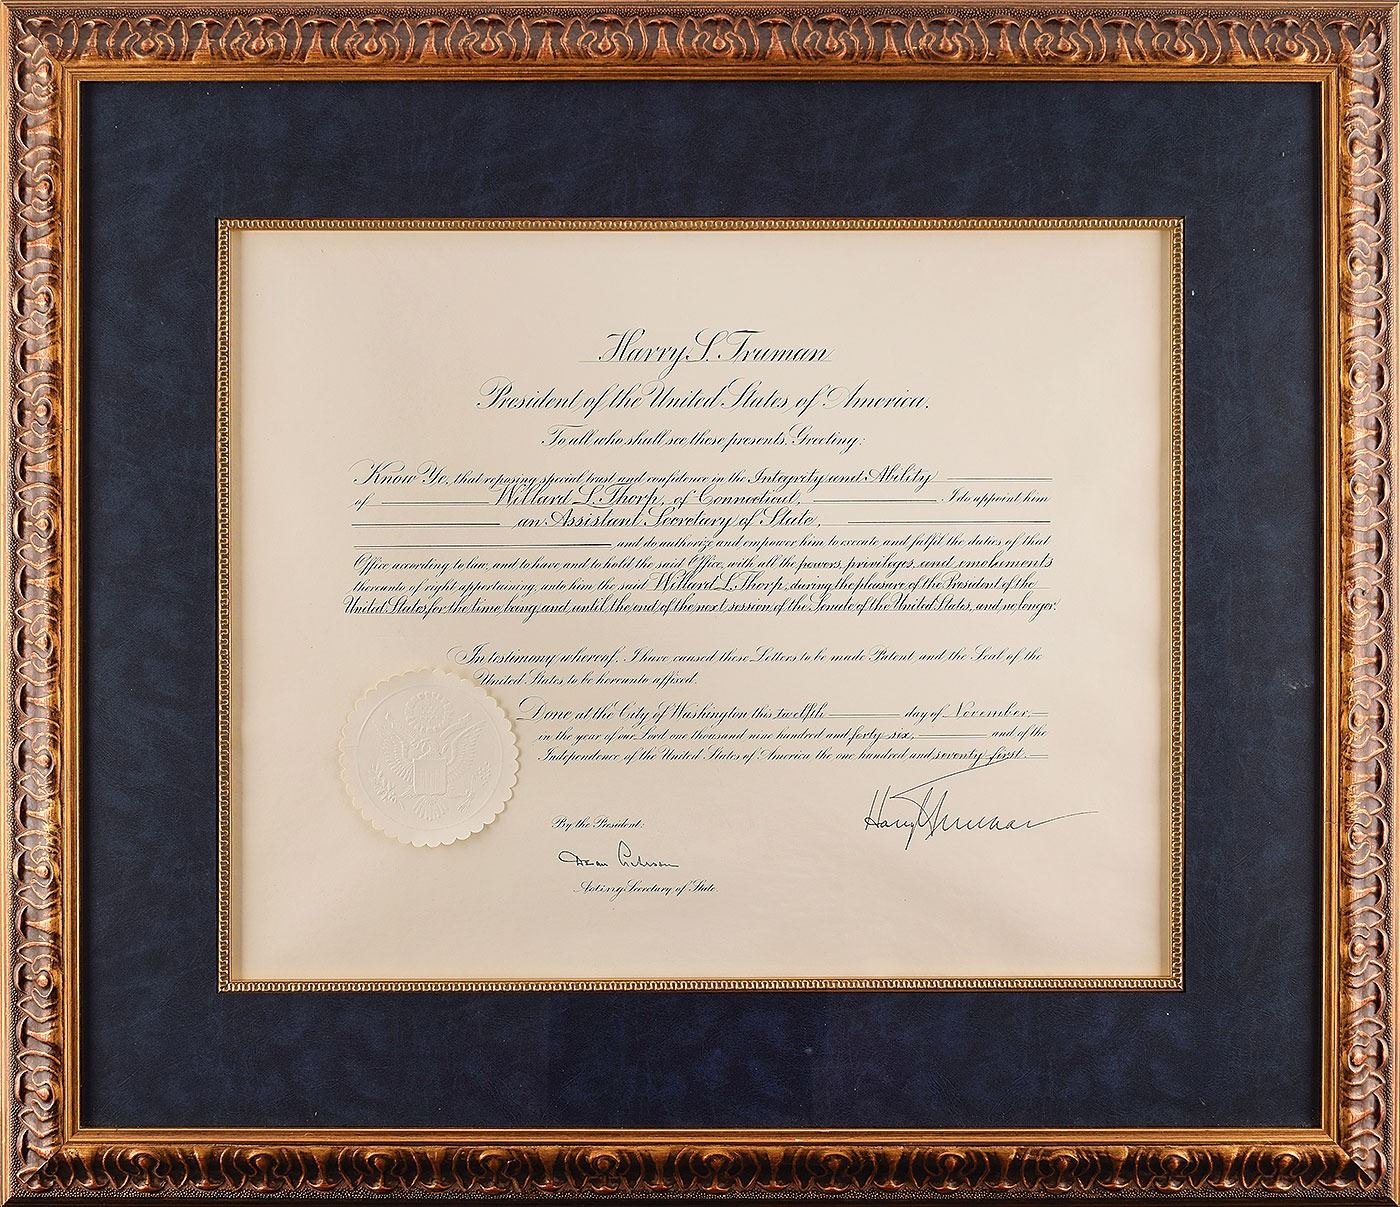 Harry S. Truman
President of the United States of America.
To all who shall see these presents, Greeting:
Know Ye, that reposing special trust and confidence in the Integrity and Ability
of Willard L. Thorp, of Connecticut, I do appoint him
an Assistant Secretary of State,
and do authorize and empower him to execute and fulfil the duties of that
Office according to law, and to have and to hold the said Office, with all the powers, privileges, and emoluments
thereunto of right appertaining, unto him the said Willard L. Thorp, during the pleasure of the President of the
United States, for the time being, and until the end of the next session of the Senate of the United States, and no longer.
In testimony whereof, I have caused these Letters to be made Patent and the Seal of the
United States to be hereunto affixed.
Done at the City of Washington this twelfth day of November,
in the year of our Lord one thousand nine hundred and forty-six, and of the
Independence of the United States of America the one hundred and seventy-first.
Harry S Truman
By the President:
Dean Acheson
Acting Secretary of State.